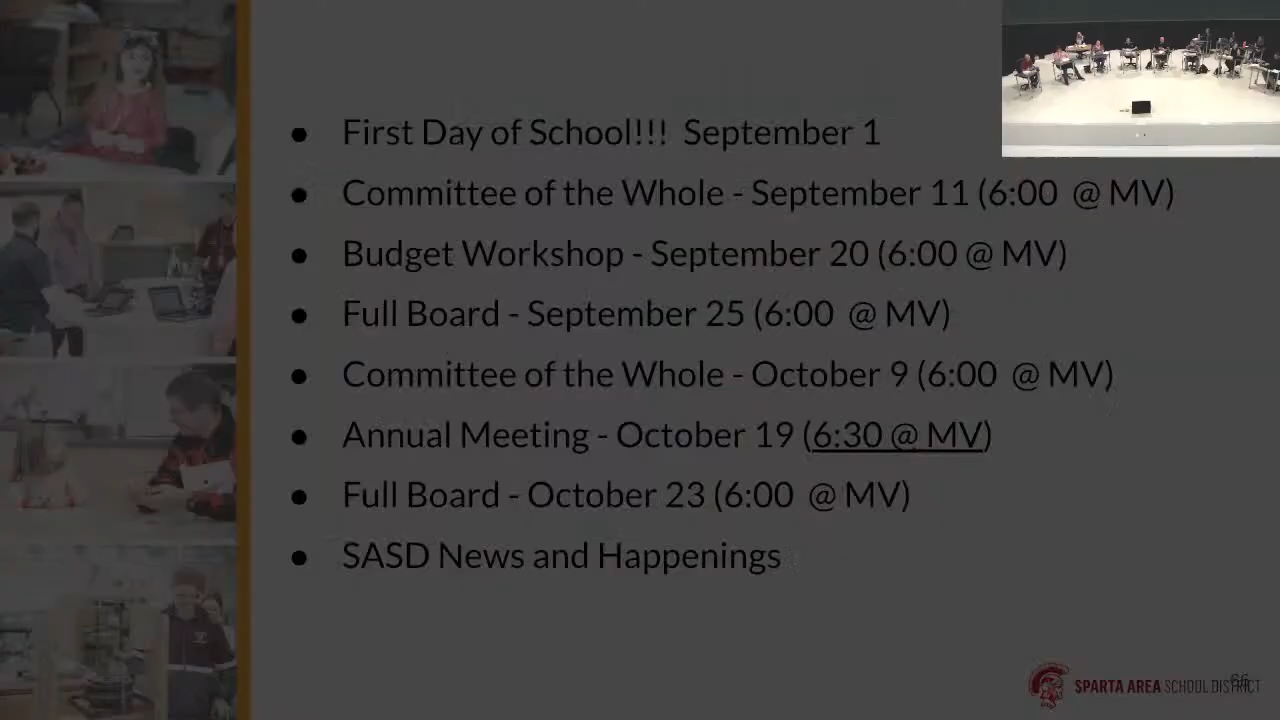 First Day of School!!! September 1
Committee of the Whole - September 11 (6:00 @ MV)
Budget Workshop - September 20 (6:00 @ MV)
Full Board - September 25 (6:00 @ MV)
Committee of the Whole - October 9 (6:00 @ MV)
Annual Meeting - October 19 (6:30 @ MV)
Full Board - October 23 (6:00 @ MV)
SASD News and Happenings
SPARTA AREA SCHOOL DISTRICT